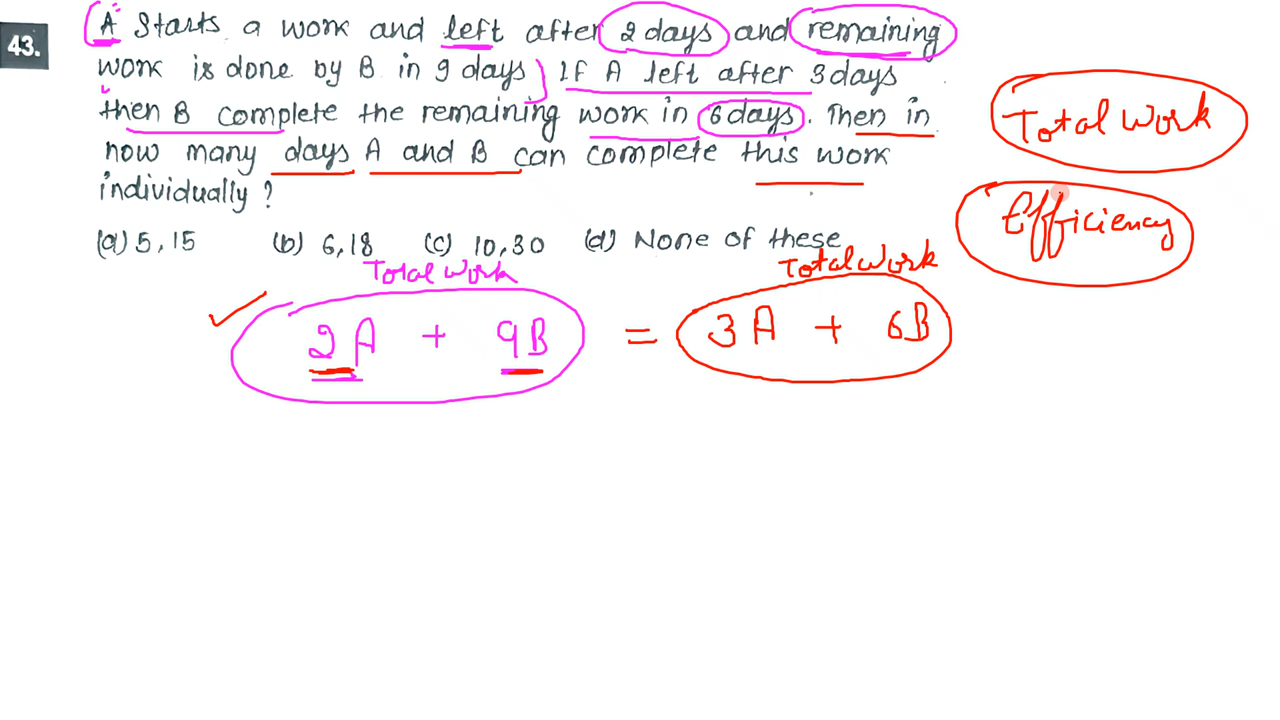 43.
A Starts a work and left after 2 days and remaining
work is done by B in 9 days. If A left after 3 days
then B complete the remaining work in 6 days. Then in
how many days A and B can complete this work
individually ?
(a) 5, 15 (b) 6, 18 (c) 10, 30 (d) None of these
Total Work
Efficiency
Total Work Total Work
2A + 9B = 3A + 6B